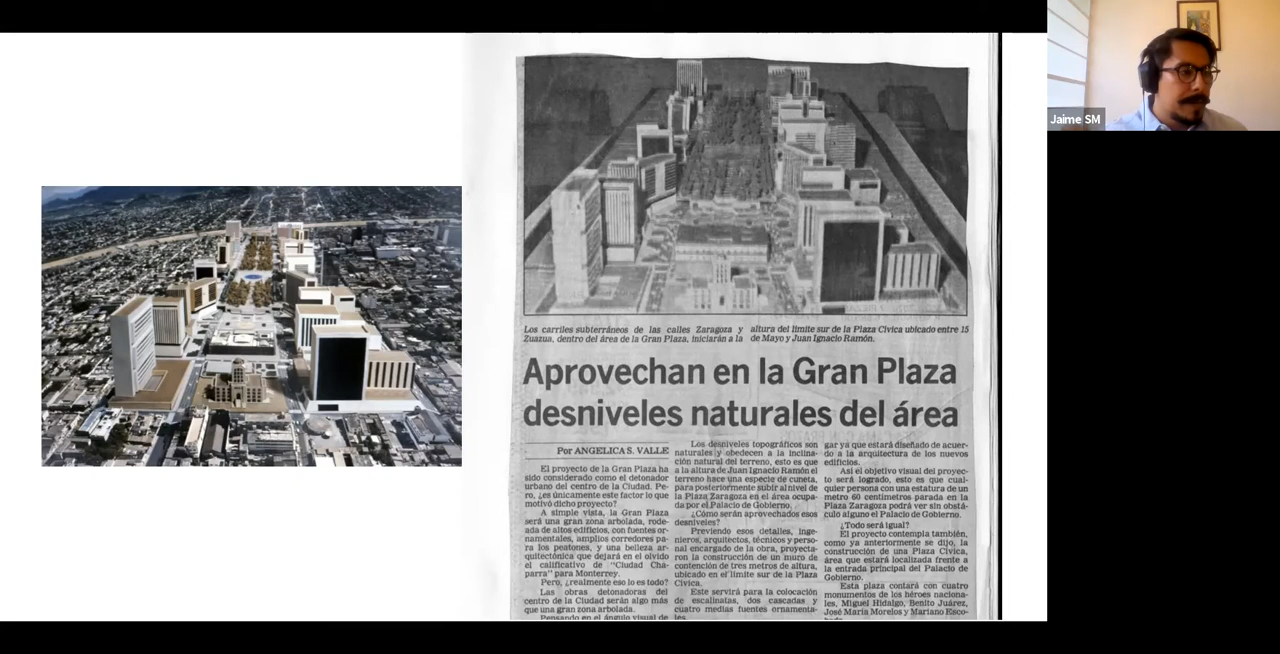 Jaime SM
Los carriles subterráneos de las calles Zaragoza y
Zuazua, dentro del área de la Gran Plaza, iniciarán a la
altura del límite sur de la Plaza Cívica ubicado entre 15
de Mayo y Juan Ignacio Ramón.
Aprovechan en la Gran Plaza
desniveles naturales del área
Por ANGELICA S. VALLE
El proyecto de la Gran Plaza ha
sido considerado como el detonador
urbano del centro de la Ciudad. Pe-
ro, ¿es únicamente este factor lo que
motivó dicho proyecto?
A simple vista, la Gran Plaza
será una gran zona arbolada, rode-
ada de altos edificios, con fuentes or-
namentales, amplios corredores pa-
ra los peatones, y una belleza ar-
quitectónica que dejará en el olvido
el calificativo de "Ciudad Cha-
parra" para Monterrey.
Pero, ¿realmente eso lo es todo?
Las obras detonadoras del
centro de la Ciudad serán algo más
que una gran zona arbolada.
Pensando en el ángulo visual de
Los desniveles topográficos son
naturales y obedecen a la inclina-
ción natural del terreno, esto es que
a la altura de Juan Ignacio Ramón el
terreno hace una especie de cuneta,
para posteriormente subir al nivel de
la Plaza Zaragoza en el área ocupa-
da por el Palacio de Gobierno.
¿Cómo serán aprovechados esos
desniveles?
Previendo esos detalles, inge-
nieros, arquitectos, técnicos y perso-
nal encargado de la obra, proyecta-
ron la construcción de un muro de
contención de tres metros de altura,
ubicado en el límite sur de la Plaza
Cívica.
Este servirá para la colocación
de escalinatas, dos cascadas y
cuatro medias fuentes ornamenta-
les.
gar ya que estará diseñado de acuer-
do a la arquitectura de los nuevos
edificios.
Así el objetivo visual del proyec-
to será logrado, esto es que cual-
quier persona con una estatura de un
metro 60 centímetros parada en la
Plaza Zaragoza podrá ver sin obstá-
culo alguno el Palacio de Gobierno.
¿Todo será igual?
El proyecto contempla también,
como ya anteriormente se dijo, la
construcción de una Plaza Cívica,
área que estará localizada frente a
la entrada principal del Palacio de
Gobierno.
Esta plaza contará con cuatro
monumentos de los héroes naciona-
les, Miguel Hidalgo, Benito Juárez,
José María Morelos y Mariano Esco-